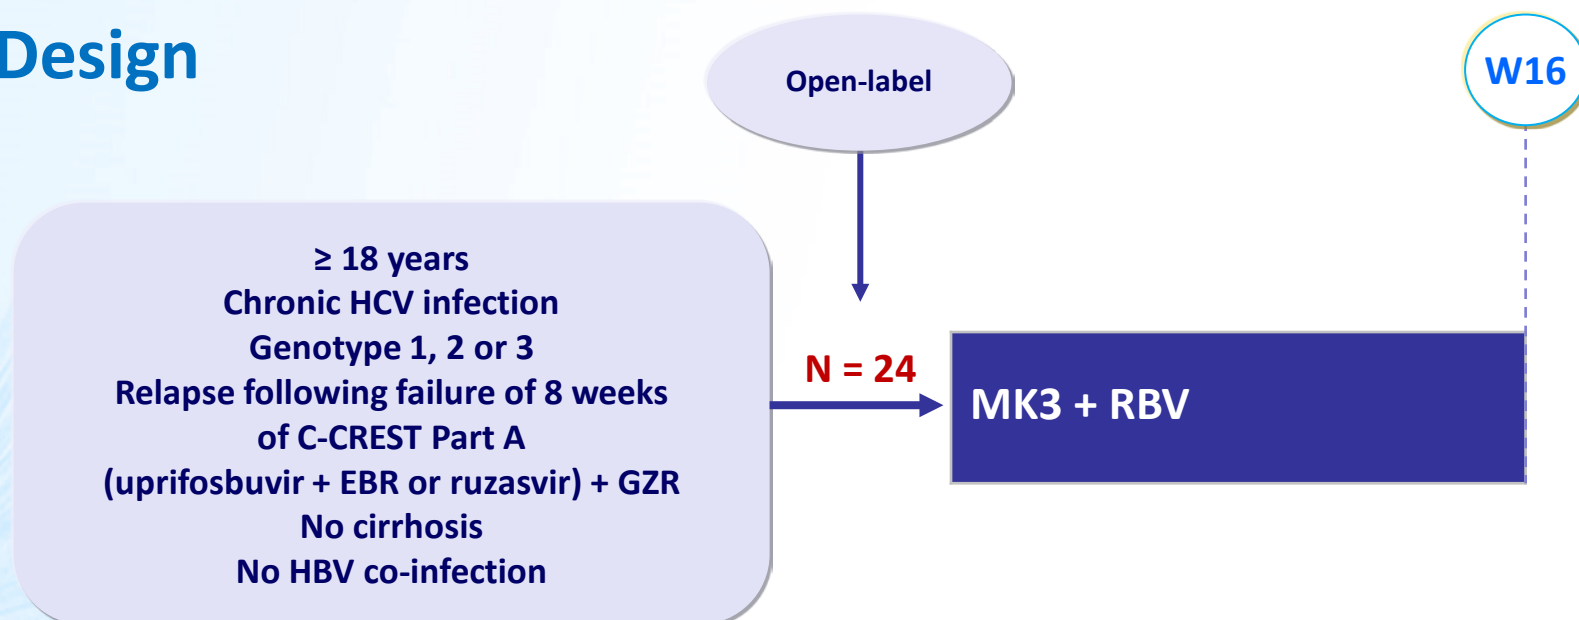 Design
Open-label
W16
≥ 18 years
Chronic HCV infection
Genotype 1, 2 or 3
Relapse following failure of 8 weeks
of C-CREST Part A
(uprifosbuvir + EBR or ruzasvir) + GZR
No cirrhosis
No HBV co-infection
N = 24
MK3 + RBV